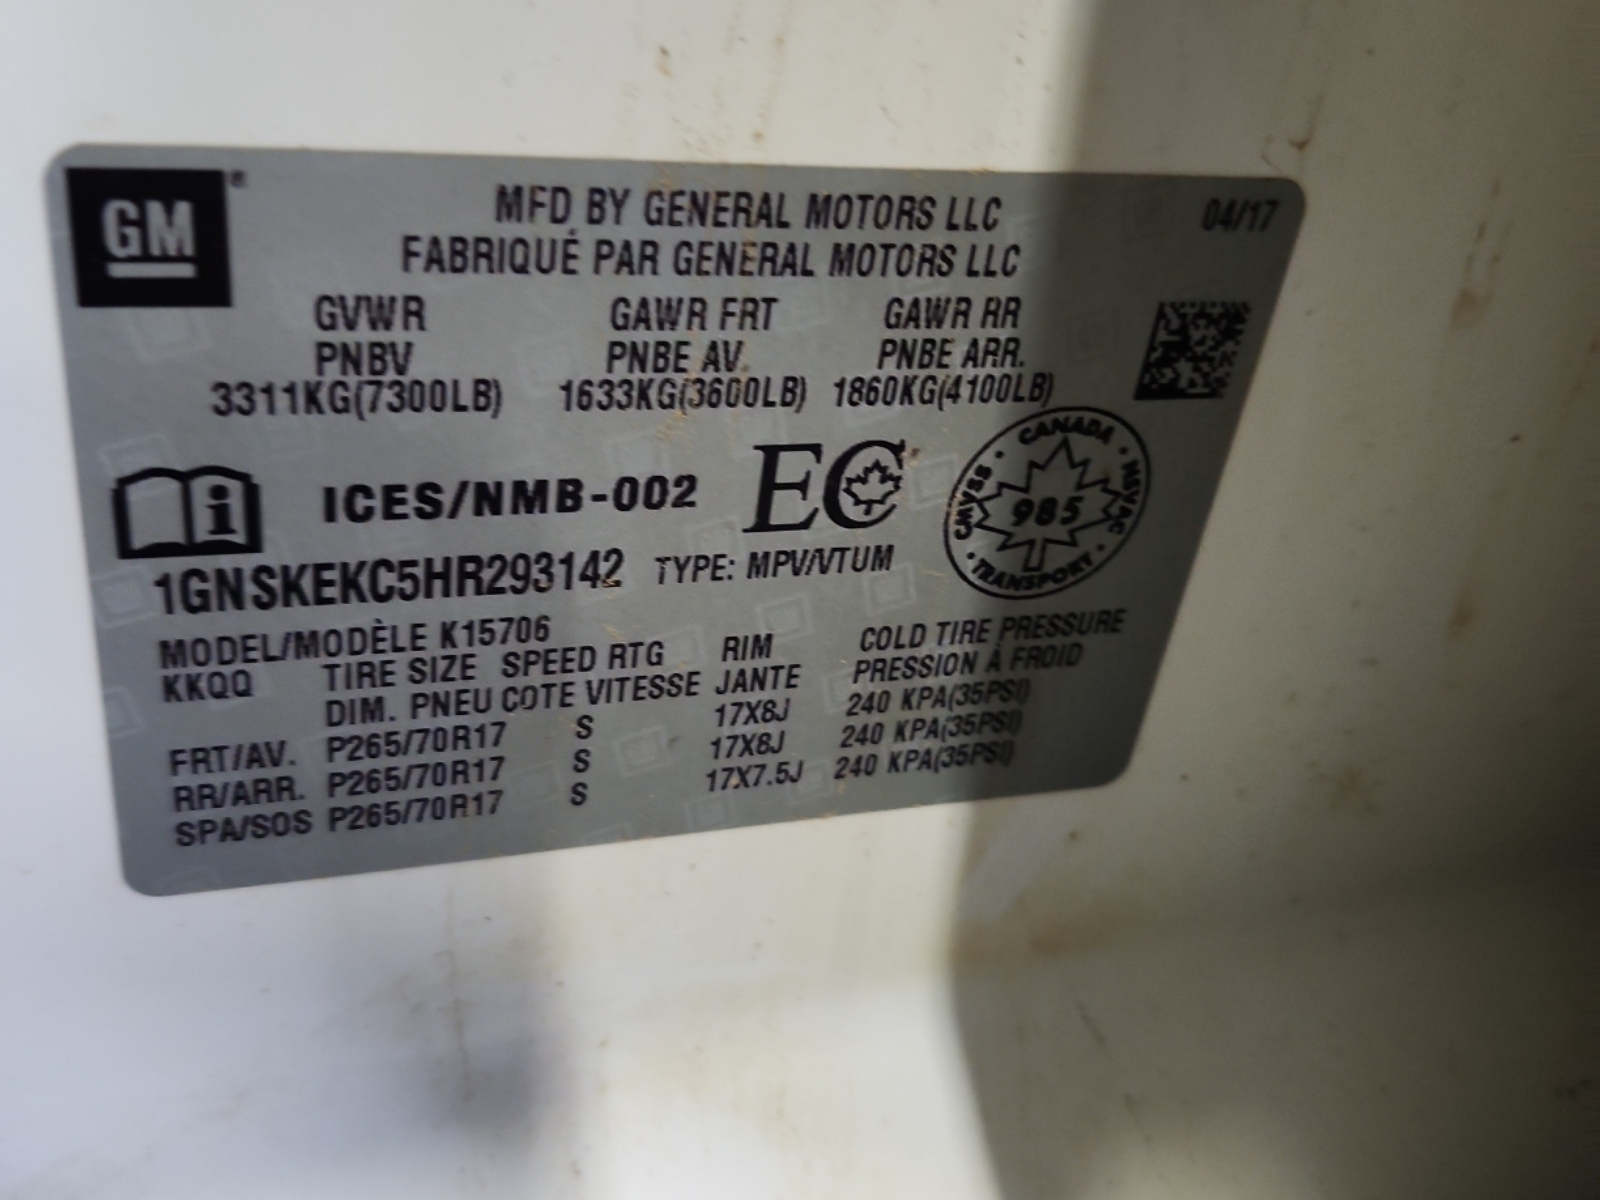 GM
MFD BY GENERAL MOTORS LLC 04/17
FABRIQUÉ PAR GENERAL MOTORS LLC
GVWR GAWR FRT GAWR RR
PNBV PNBE AV. PNBE ARR.
3311KG(7300LB) 1633KG(3600LB) 1860KG(4100LB)
i ICES/NMB-002 EC
CANADA CMVSS NSVAC 985 TRANSPORT
1GNSKEKC5HR293142 TYPE: MPV/VTUM
MODEL/MODÈLE K15706
KKQQ TIRE SIZE SPEED RTG RIM COLD TIRE PRESSURE
DIM. PNEU COTE VITESSE JANTE PRESSION À FROID
FRT/AV. P265/70R17 S 17X8J 240 KPA(35PSI)
RR/ARR. P265/70R17 S 17X8J 240 KPA(35PSI)
SPA/SOS P265/70R17 S 17X7.5J 240 KPA(35PSI)